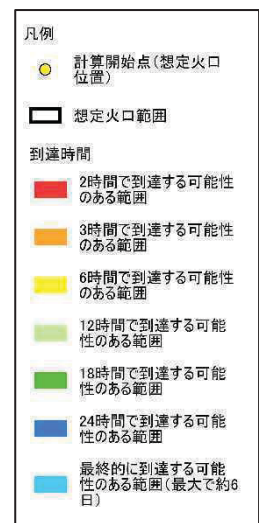 凡例
計算開始点(想定火口
位置)
想定火口範囲
到達時間
2時間で到達する可能性
のある範囲
3時間で到達する可能性
のある範囲
6時間で到達する可能性
のある範囲
12時間で到達する可能
性のある範囲
18時間で到達する可能
性のある範囲
24時間で到達する可能
性のある範囲
最終的に到達する可能
性のある範囲(最大で約6
日)